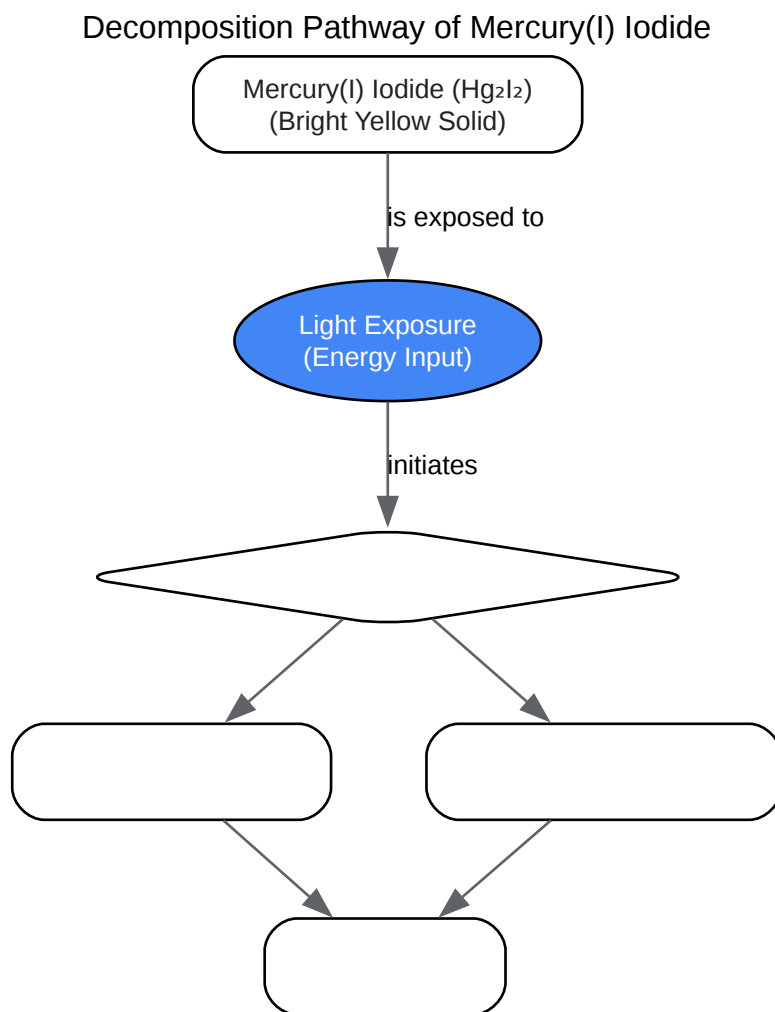 Decomposition Pathway of Mercury(I) Iodide
Mercury(I) Iodide (Hg₂I₂)
(Bright Yellow Solid)
is exposed to
Light Exposure
(Energy Input)
initiates